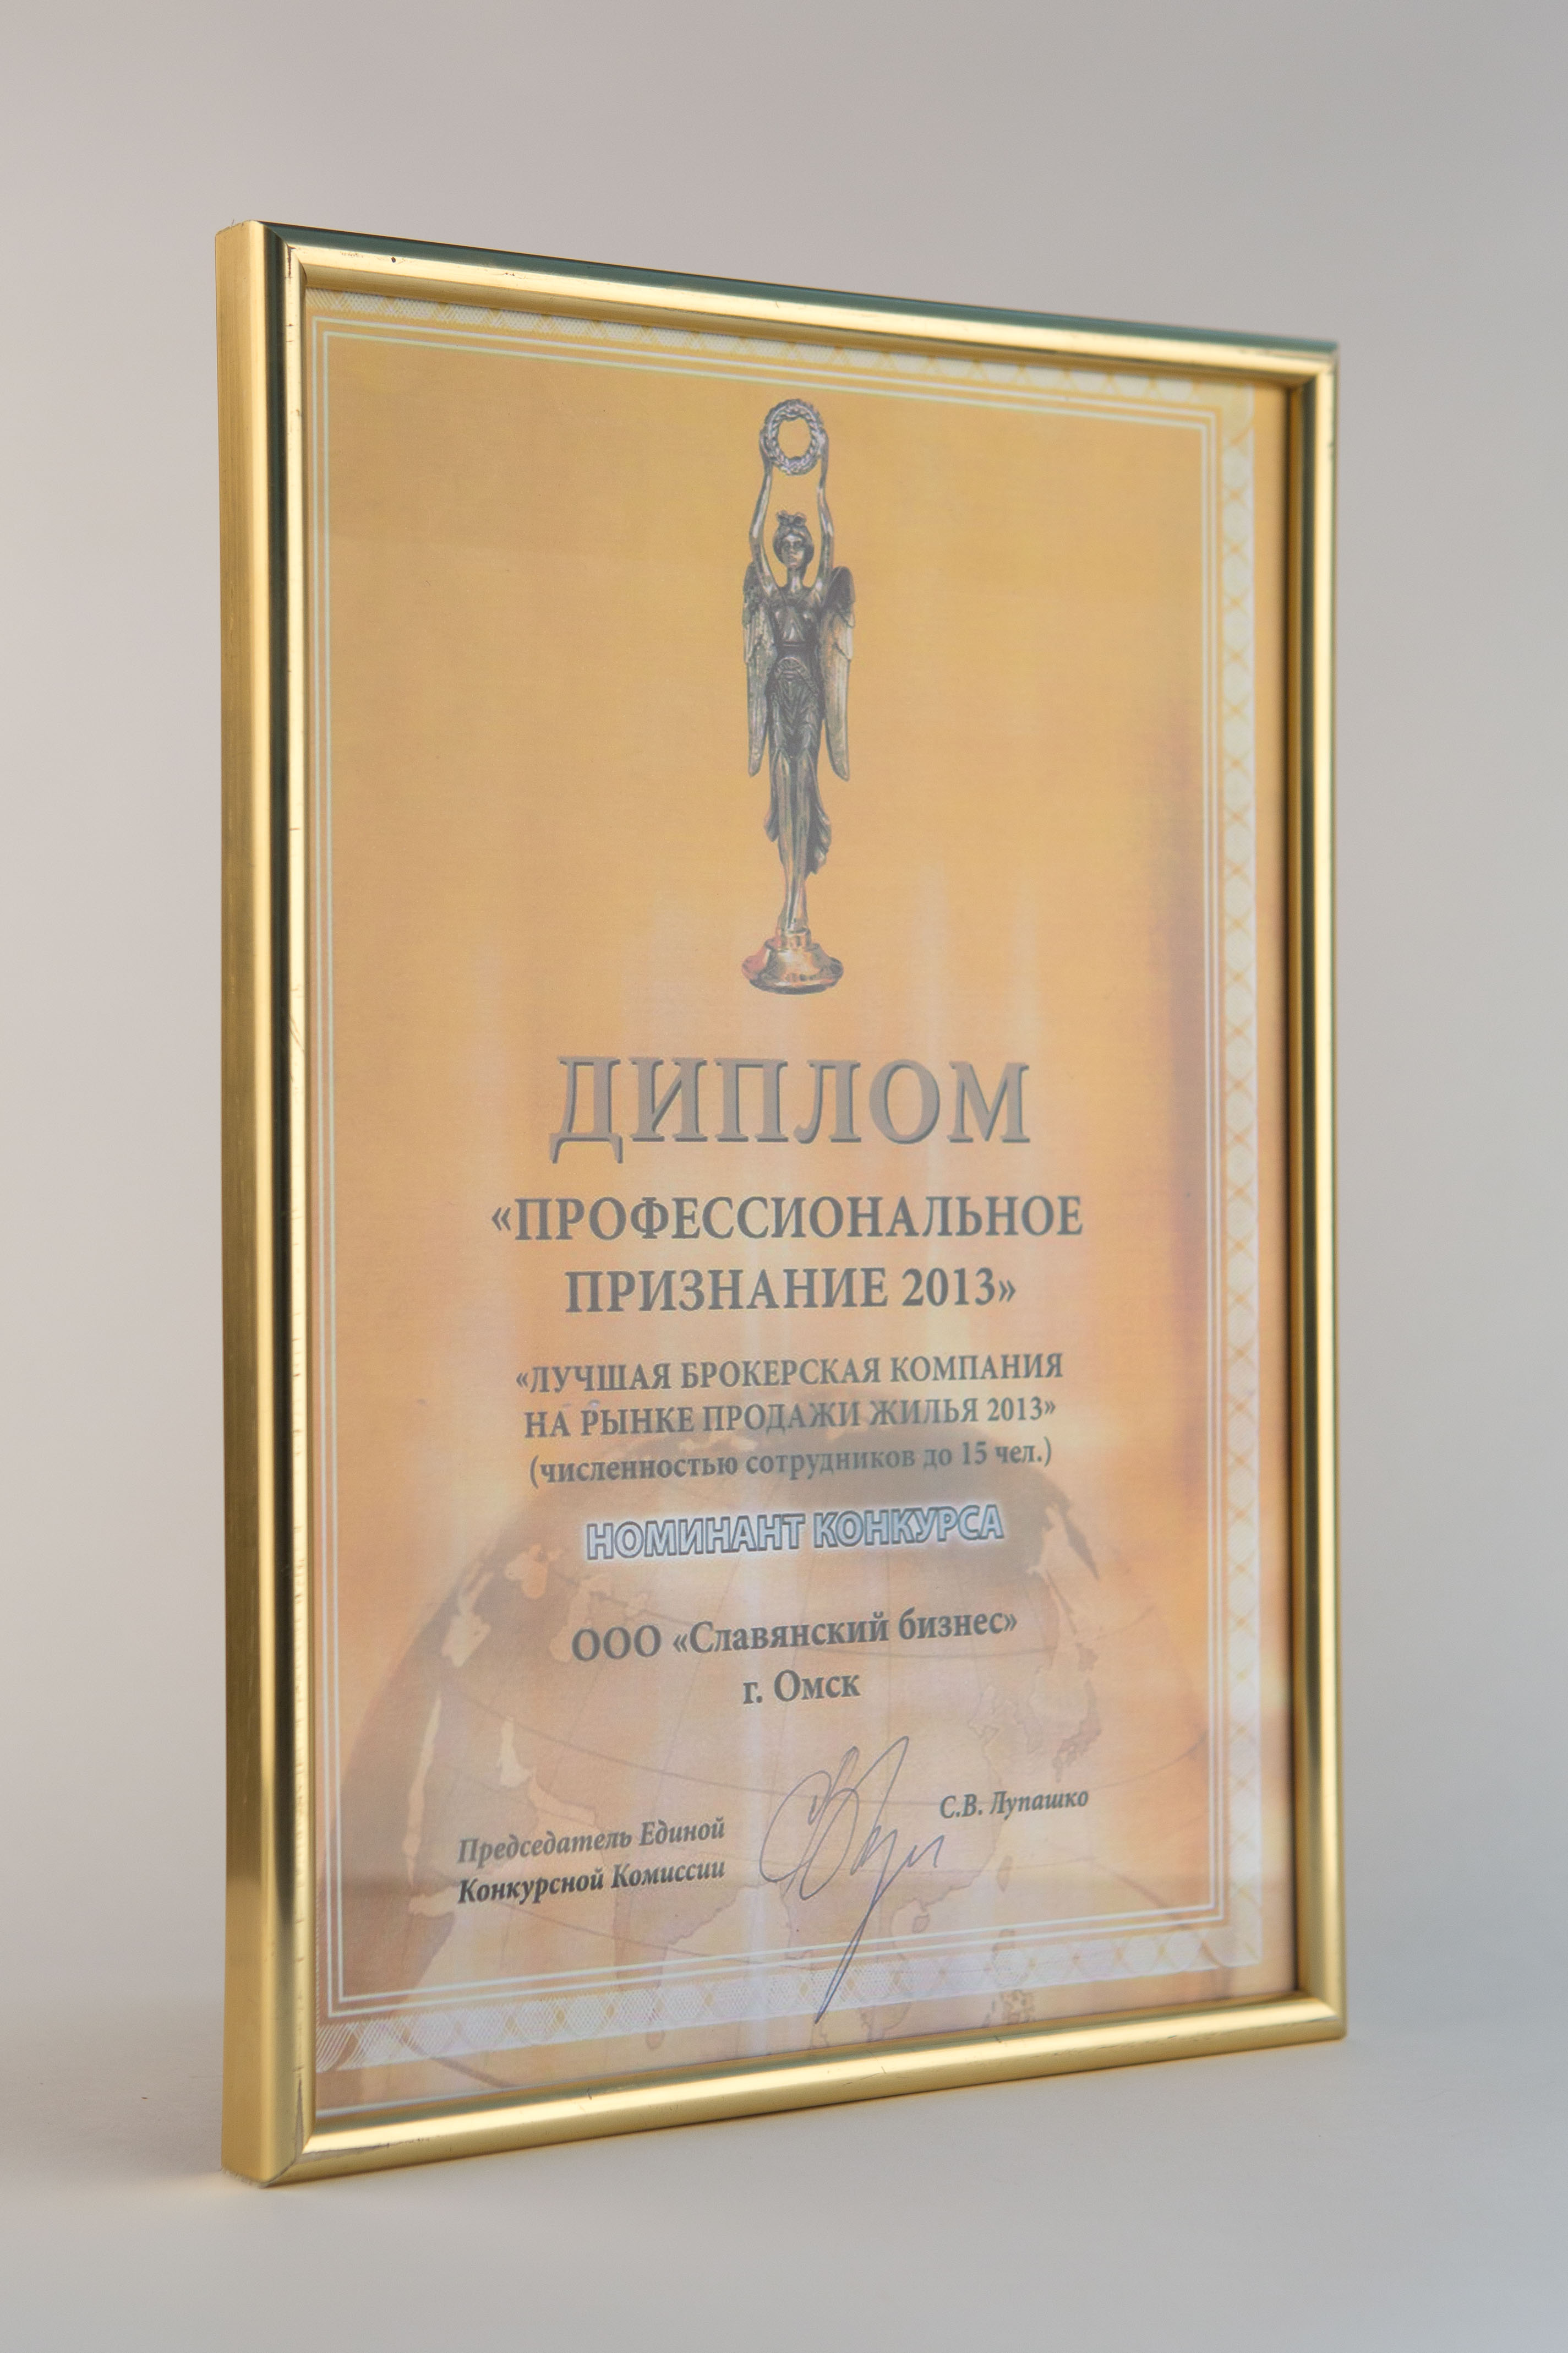 ДИПЛОМ
«ПРОФЕССИОНАЛЬНОЕ
ПРИЗНАНИЕ 2013»
«ЛУЧШАЯ БРОКЕРСКАЯ КОМПАНИЯ
НА РЫНКЕ ПРОДАЖИ ЖИЛЬЯ 2013»
(численностью сотрудников до 15 чел.)
НОМИНАНТ КОНКУРСА
ООО «Славянский бизнес»
г. Омск
Председатель Единой
Конкурсной Комиссии
С.В. Лупашко